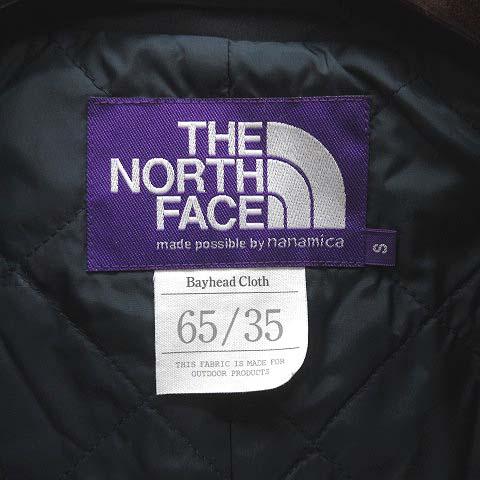 THE
NORTH
FACE
made possible by nanamica
S
Bayhead Cloth
65/35
THIS FABRIC IS MADE FOR
OUTDOOR PRODUCTS